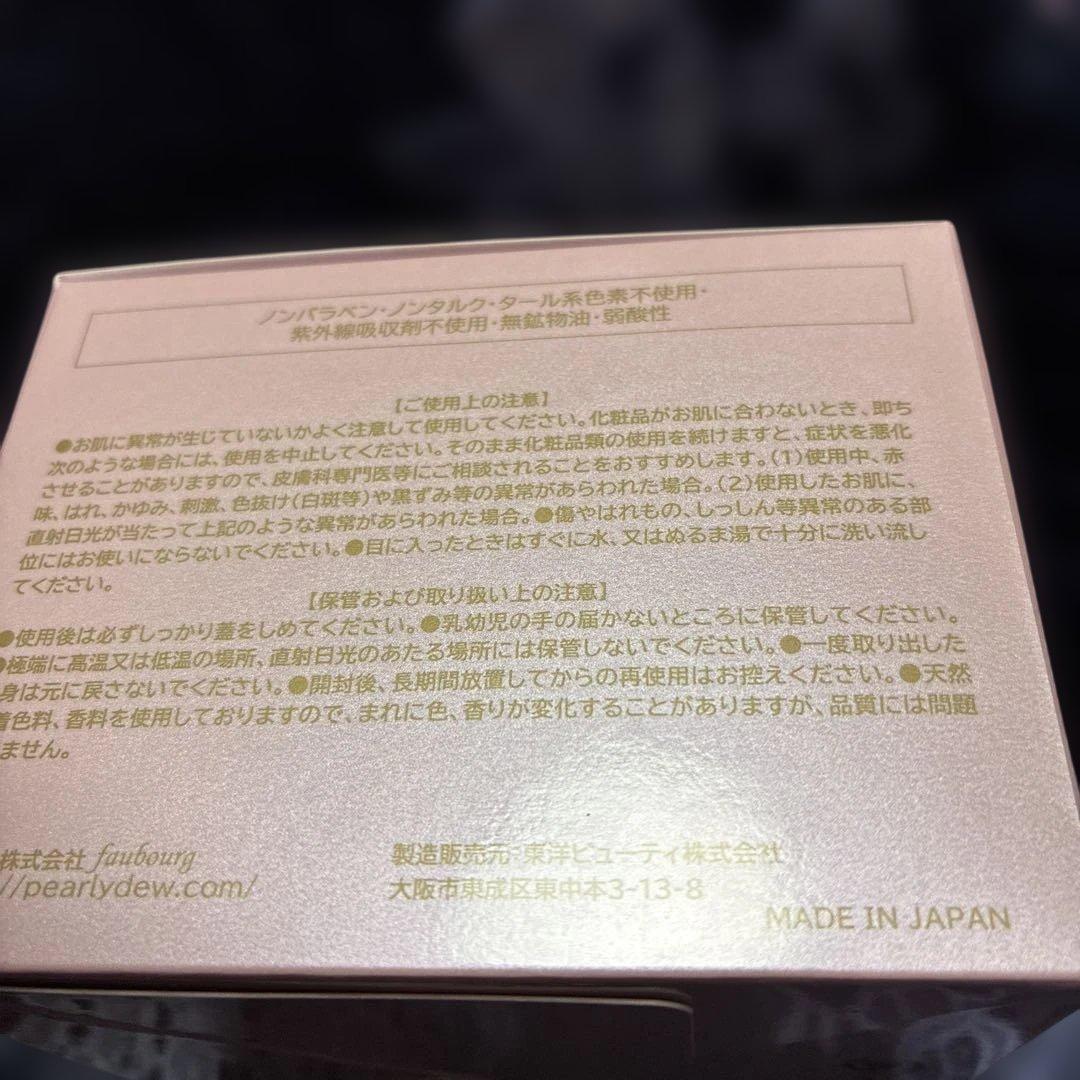 ノンパラベン・ノンタルク・タール系色素不使用・
紫外線吸収剤不使用・無鉱物油・弱酸性
【ご使用上の注意】
●お肌に異常が生じていないかよく注意して使用してください。化粧品がお肌に合わないとき、即ち
次のような場合には、使用を中止してください。そのまま化粧品類の使用を続けますと、症状を悪化
させることがありますので、皮膚科専門医等にご相談されることをおすすめします。（1）使用中、赤
味、はれ、かゆみ、刺激、色抜け（白斑等）や黒ずみ等の異常があらわれた場合。（2）使用したお肌に、
直射日光が当たって上記のような異常があらわれた場合。●傷やはれもの、しっしん等異常のある部
位にはお使いにならないでください。●目に入ったときはすぐに水、又はぬるま湯で十分に洗い流し
てください。
【保管および取り扱い上の注意】
●使用後は必ずしっかり蓋をしめてください。●乳幼児の手の届かないところに保管してください。
●極端に高温又は低温の場所、直射日光のあたる場所には保管しないでください。●一度取り出した
身は元に戻さないでください。●開封後、長期間放置してからの再使用はお控えください。●天然
着色料、香料を使用しておりますので、まれに色、香りが変化することがありますが、品質には問題
ません。
株式会社 faubourg
//pearlydew.com/
製造販売元：東洋ビューティ株式会社
大阪市東成区東中本3-13-8
MADE IN JAPAN